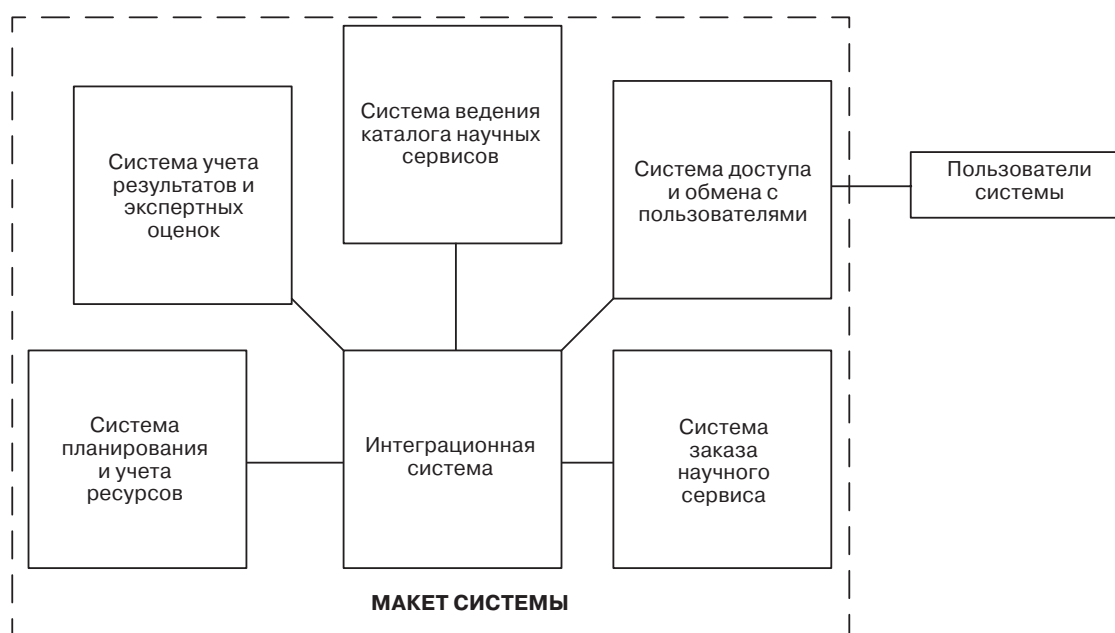 Система учета
результатов и
экспертных
оценок
Система ведения
каталога научных
сервисов
Система доступа
и обмена с
пользователями
Пользователи
системы
Система
планирования
и учета
ресурсов
Интеграционная
система
Система
заказа
научного
сервиса
МАКЕТ СИСТЕМЫ